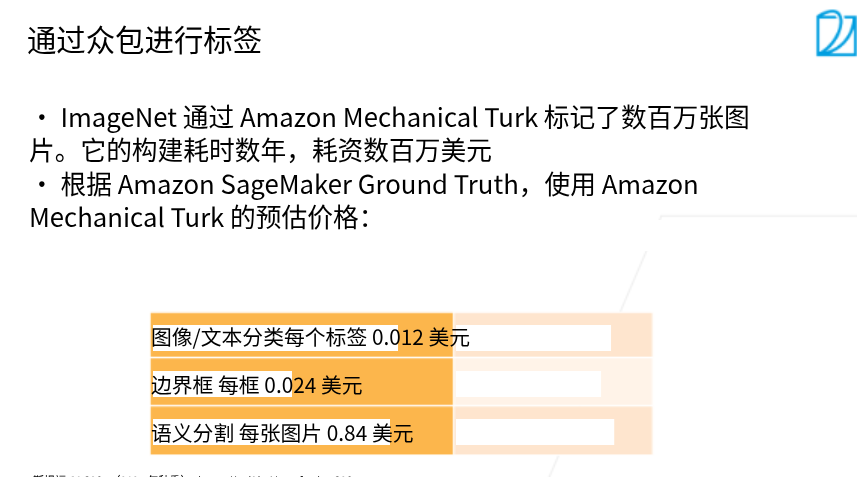 通过众包进行标签
• ImageNet 通过 Amazon Mechanical Turk 标记了数百万张图
片。它的构建耗时数年，耗资数百万美元
• 根据 Amazon SageMaker Ground Truth，使用 Amazon
Mechanical Turk 的预估价格：
图像/文本分类每个标签 0.012 美元
边界框 每框 0.024 美元
语义分割 每张图片 0.84 美元